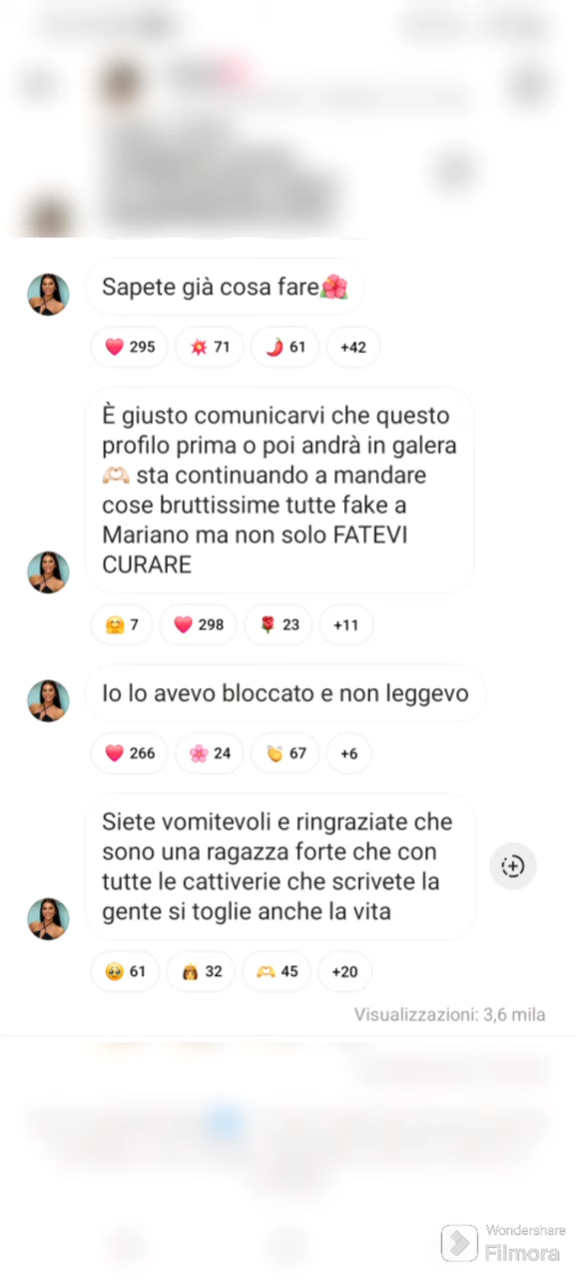 Sapete già cosa fare🌺
❤️ 295 💥 71 🌶️ 61 +42
È giusto comunicarvi che questo
profilo prima o poi andrà in galera
🫶🏻 sta continuando a mandare
cose bruttissime tutte fake a
Mariano ma non solo FATEVI
CURARE
🤗 7 ❤️ 298 🌹 23 +11
Io lo avevo bloccato e non leggevo
❤️ 266 🌸 24 👏 67 +6
Siete vomitevoli e ringraziate che
sono una ragazza forte che con
tutte le cattiverie che scrivete la
gente si toglie anche la vita
🥹 61 👸 32 🫶 45 +20
Visualizzazioni: 3,6 mila
Wondershare
Filmora